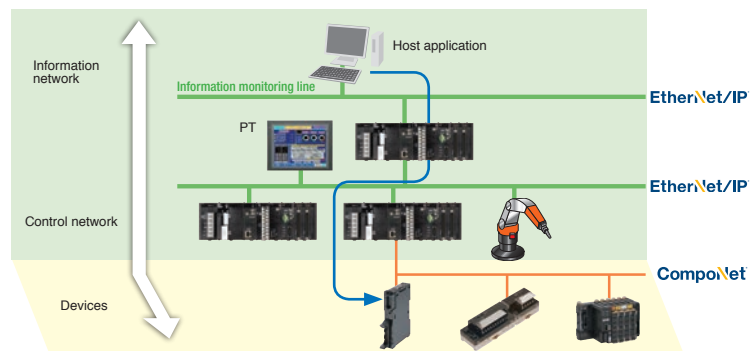 Host application
Information
network
Information monitoring line
EtherNet/IP
PT
EtherNet/IP
Control network
CompoNet
Devices